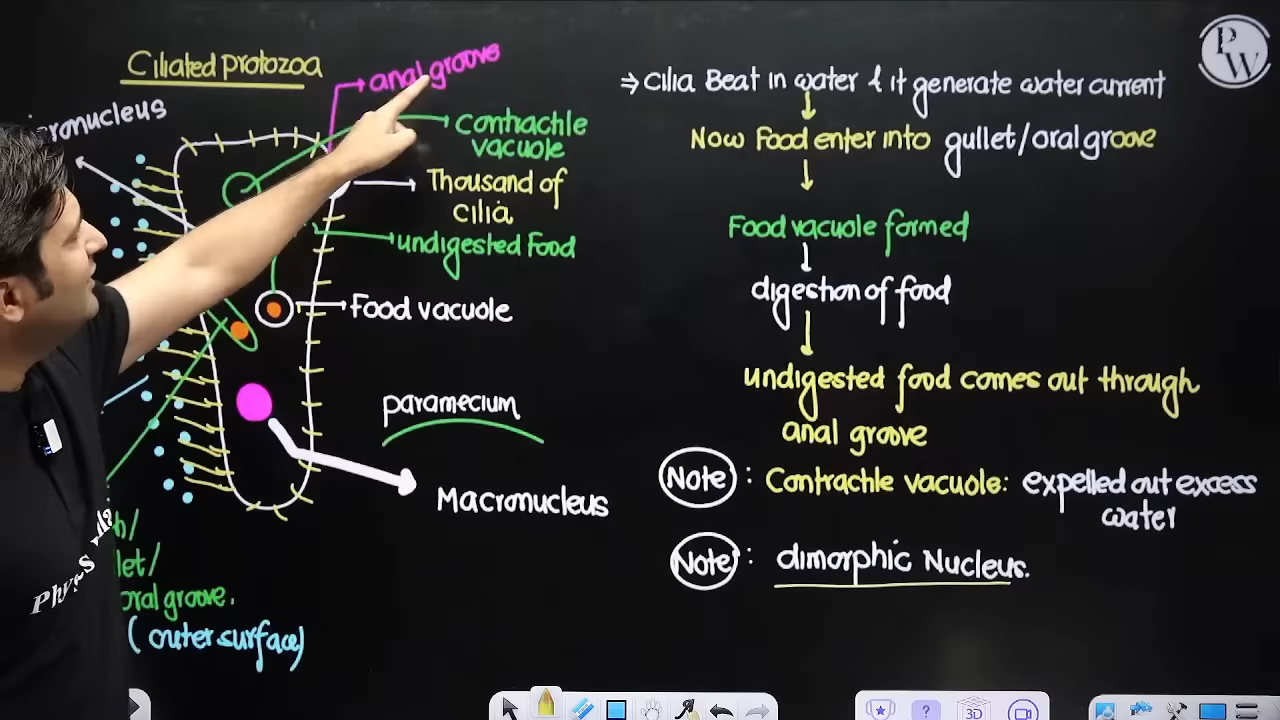 Ciliated protozoa
anal groove
contractile
vacuole
Thousand of
cilia
undigested Food
Food vacuole
paramecium
Macronucleus
oral groove.
(outer surface)
⇒ Cilia Beat in water & it generate water current
↓
Now Food enter into gullet/oral groove
↓
Food vacuole formed
↓
digestion of food
↓
undigested food comes out through
anal groove
Note : Contractile vacuole: expelled out excess
water
Note : dimorphic Nucleus.
PW
3D